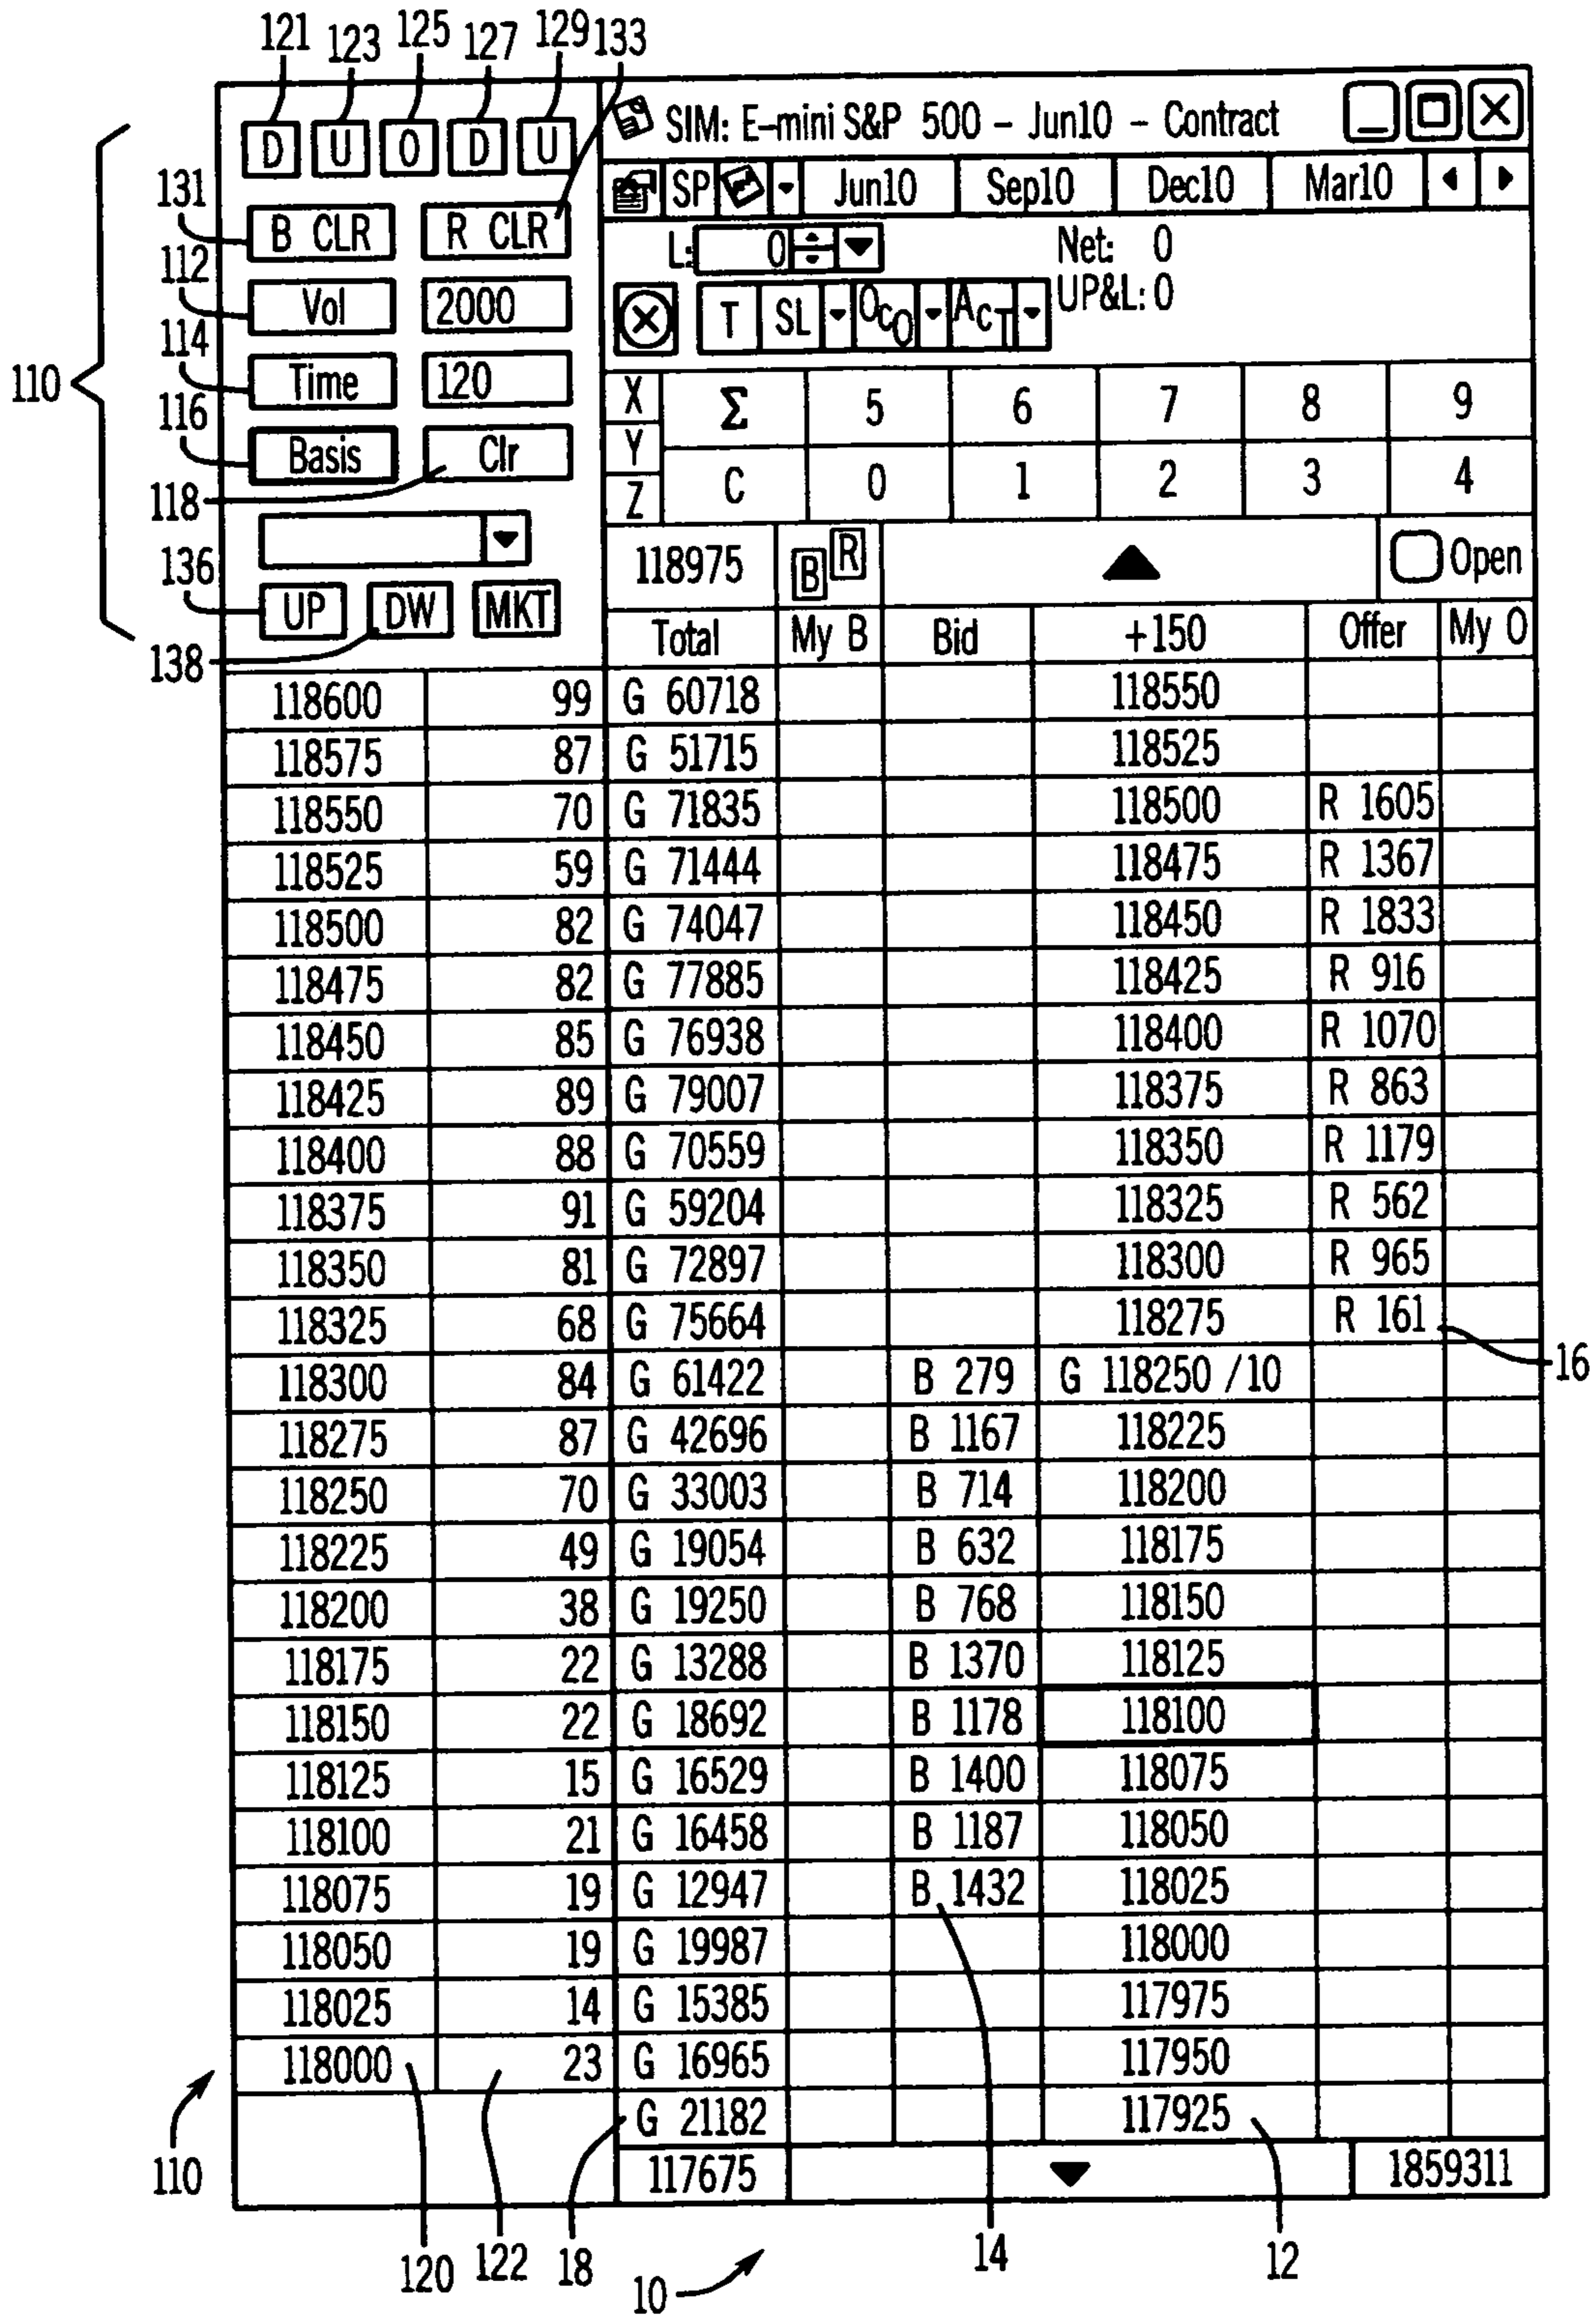 121 123 125 127 129 133
D U O D U SIM: E-mini S&P 500 - Jun10 - Contract
131 SP Jun10 Sep10 Dec10 Mar10
B CLR R CLR L: 0 Net: 0
112 UP&L: 0
Vol 2000 T SL OCO ACT
114
110 Time 120 X Σ 5 6 7 8 9
116 Y
Basis Clr Z C 0 1 2 3 4
118
118975 B R Open
136
UP DW MKT Total My B Bid +150 Offer My O
138
118600 99 G 60718 118550
118575 87 G 51715 118525
118550 70 G 71835 118500 R 1605
118525 59 G 71444 118475 R 1367
118500 82 G 74047 118450 R 1833
118475 82 G 77885 118425 R 916
118450 85 G 76938 118400 R 1070
118425 89 G 79007 118375 R 863
118400 88 G 70559 118350 R 1179
118375 91 G 59204 118325 R 562
118350 81 G 72897 118300 R 965
118325 68 G 75664 118275 R 161
16
118300 84 G 61422 B 279 G 118250 /10
118275 87 G 42696 B 1167 118225
118250 70 G 33003 B 714 118200
118225 49 G 19054 B 632 118175
118200 38 G 19250 B 768 118150
118175 22 G 13288 B 1370 118125
118150 22 G 18692 B 1178 118100
118125 15 G 16529 B 1400 118075
118100 21 G 16458 B 1187 118050
118075 19 G 12947 B 1432 118025
118050 19 G 19987 118000
118025 14 G 15385 117975
118000 23 G 16965 117950
G 21182 117925
110 117675 1859311
120 122 18 10 14 12